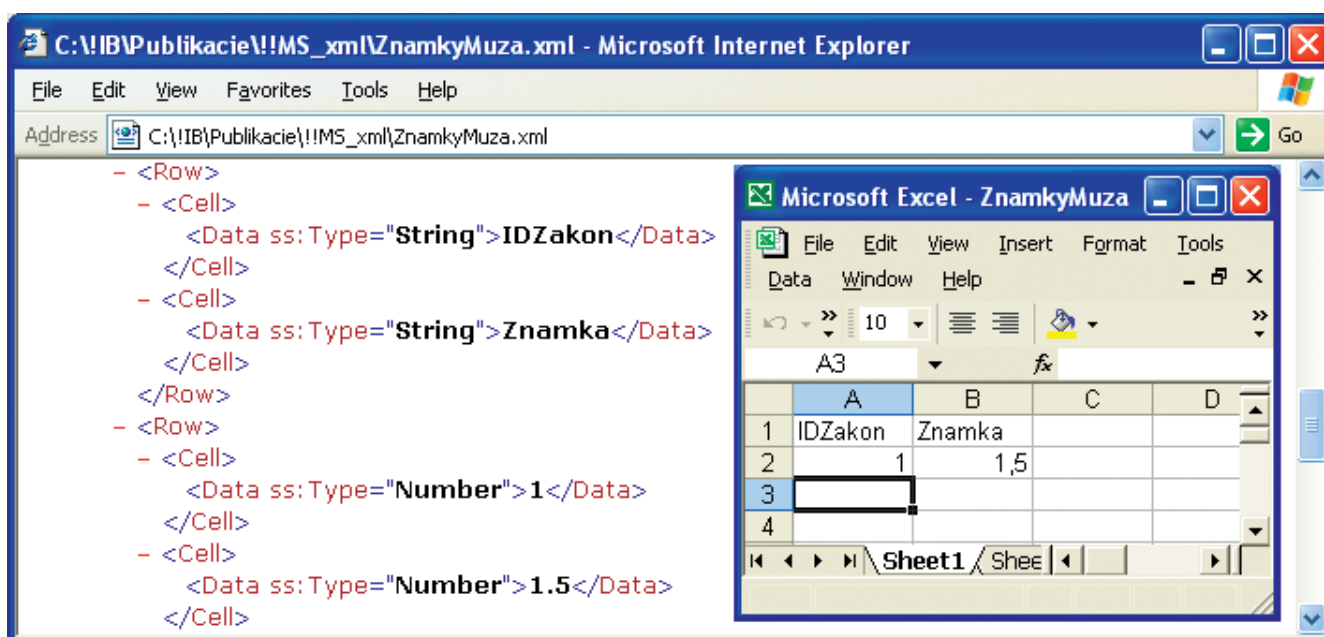 C:\!IB\Publikacie\!!MS_xml\ZnamkyMuza.xml - Microsoft Internet Explorer
File Edit View Favorites Tools Help
Address C:\!IB\Publikacie\!!MS_xml\ZnamkyMuza.xml Go
- <Row>
- <Cell>
<Data ss:Type="String">IDZakon</Data>
</Cell>
- <Cell>
<Data ss:Type="String">Znamka</Data>
</Cell>
</Row>
- <Row>
- <Cell>
<Data ss:Type="Number">1</Data>
</Cell>
- <Cell>
<Data ss:Type="Number">1.5</Data>
</Cell>
Microsoft Excel - ZnamkyMuza
File Edit View Insert Format Tools
Data Window Help
10
A3 fx
A B C D
1 IDZakon Znamka
2 1 1,5
3
4
Sheet1 Shee